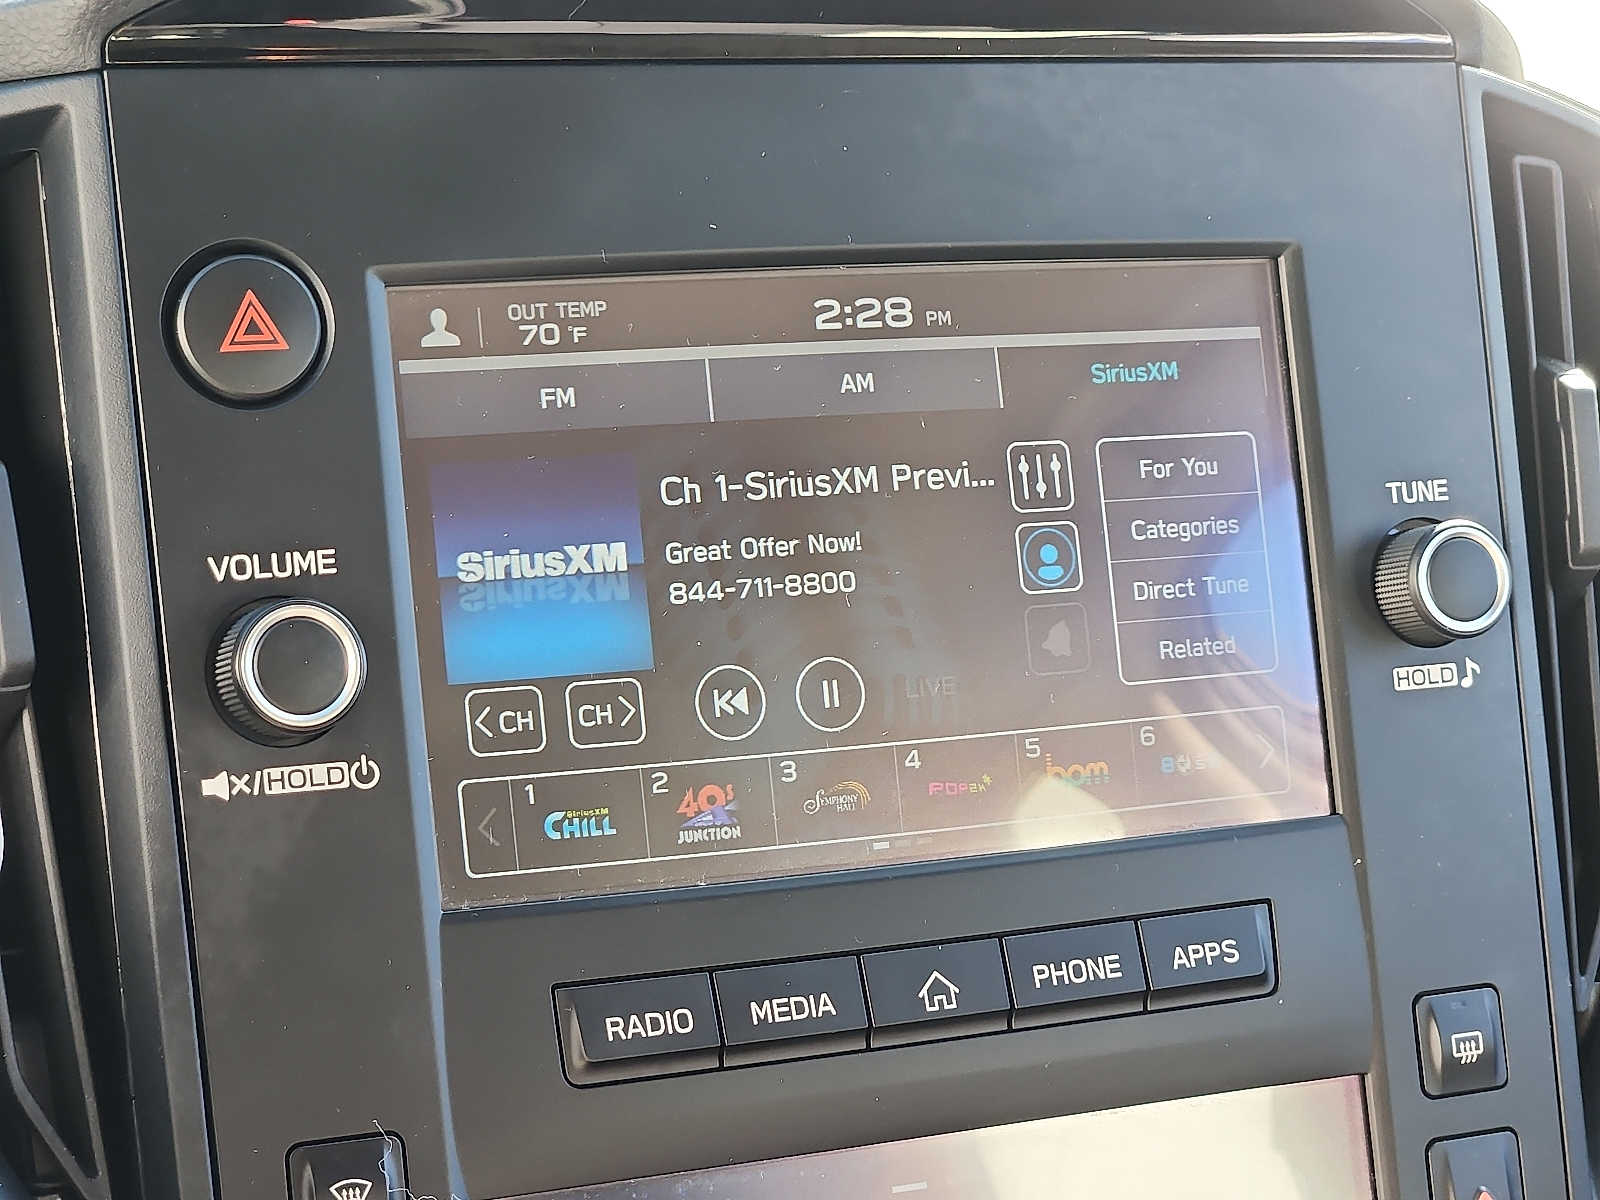 OUT TEMP
70 °F
2:28 PM
FM
AM
SiriusXM
SiriusXM
Ch 1-SiriusXM Previ...
Great Offer Now!
844-711-8800
For You
Categories
Direct Tune
Related
< CH
CH >
LIVE
1
SiriusXM
CHILL
2
40s
JUNCTION
3
SYMPHONY
HALL
4
POP2K
5
6
VOLUME
HOLD
TUNE
HOLD
RADIO
MEDIA
PHONE
APPS